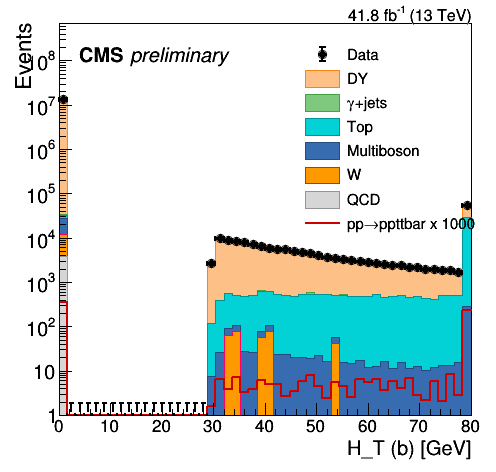 41.8 fb⁻¹ (13 TeV)
Events
CMS preliminary
Data
DY
γ+jets
Top
Multiboson
W
QCD
pp→ppttbar x 1000
10⁷
10⁶
10⁵
10⁴
10³
10²
10
1
0 10 20 30 40 50 60 70 80
H_T (b) [GeV]